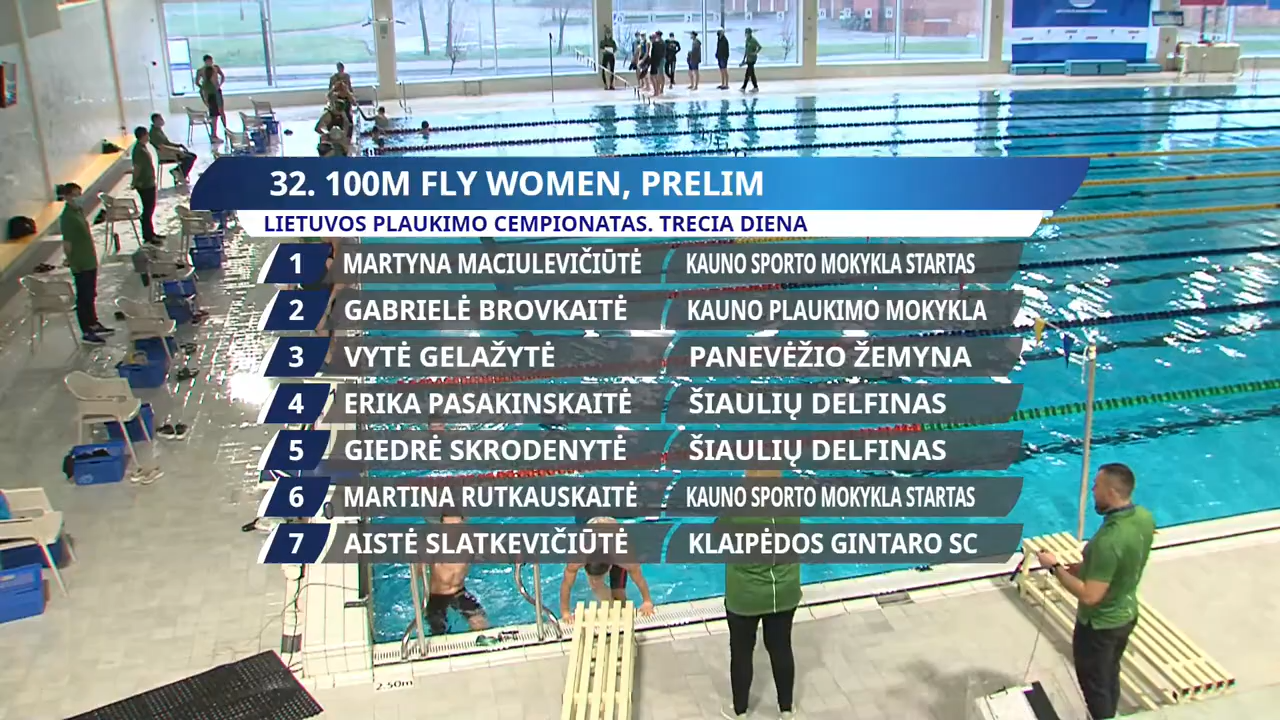 32. 100M FLY WOMEN, PRELIM
LIETUVOS PLAUKIMO CEMPIONATAS. TRECIA DIENA
1 MARTYNA MACIULEVIČIŪTĖ KAUNO SPORTO MOKYKLA STARTAS
2 GABRIELĖ BROVKAITĖ KAUNO PLAUKIMO MOKYKLA
3 VYTĖ GELAŽYTĖ PANEVĖŽIO ŽEMYNA
4 ERIKA PASAKINSKAITĖ ŠIAULIŲ DELFINAS
5 GIEDRĖ SKRODENYTĖ ŠIAULIŲ DELFINAS
6 MARTINA RUTKAUSKAITĖ KAUNO SPORTO MOKYKLA STARTAS
7 AISTĖ SLATKEVIČIŪTĖ KLAIPĖDOS GINTARO SC
2.50m